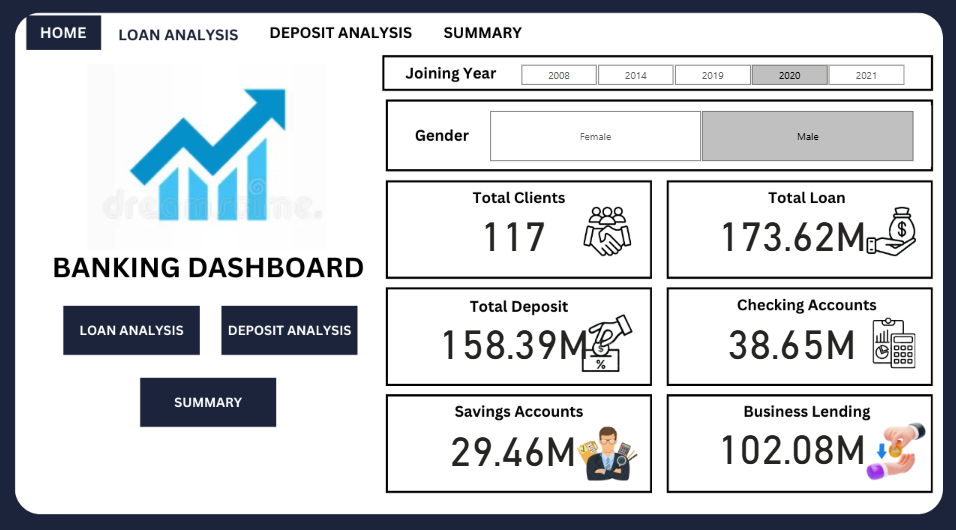 HOME LOAN ANALYSIS DEPOSIT ANALYSIS SUMMARY
Joining Year 2008 2014 2019 2020 2021
Gender Female Male
dreamstime.
BANKING DASHBOARD
LOAN ANALYSIS DEPOSIT ANALYSIS
SUMMARY
Total Clients
117
Total Loan
173.62M
$
Total Deposit
158.39M
$
%
Checking Accounts
38.65M
Savings Accounts
29.46M
Business Lending
102.08M